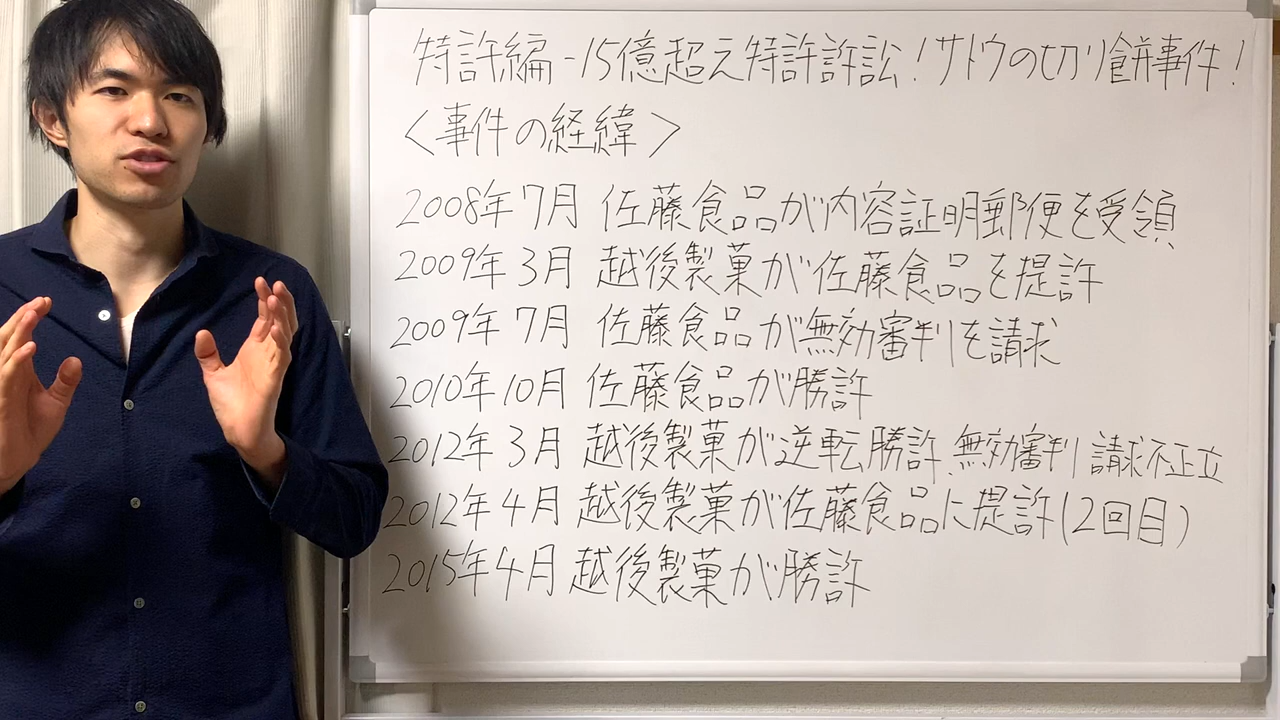 特許編-15億超え特許許訟!サトウの切り餅事件!
<事件の経緯>
2008年7月 佐藤食品が内容証明郵便を受領
2009年3月 越後製菓が佐藤食品を提許
2009年7月 佐藤食品が無効審判を請求
2010年10月 佐藤食品が勝許
2012年3月 越後製菓が逆転勝許、無効審判請求不正立
2012年4月 越後製菓が佐藤食品に提許(2回目)
2015年4月 越後製菓が勝許